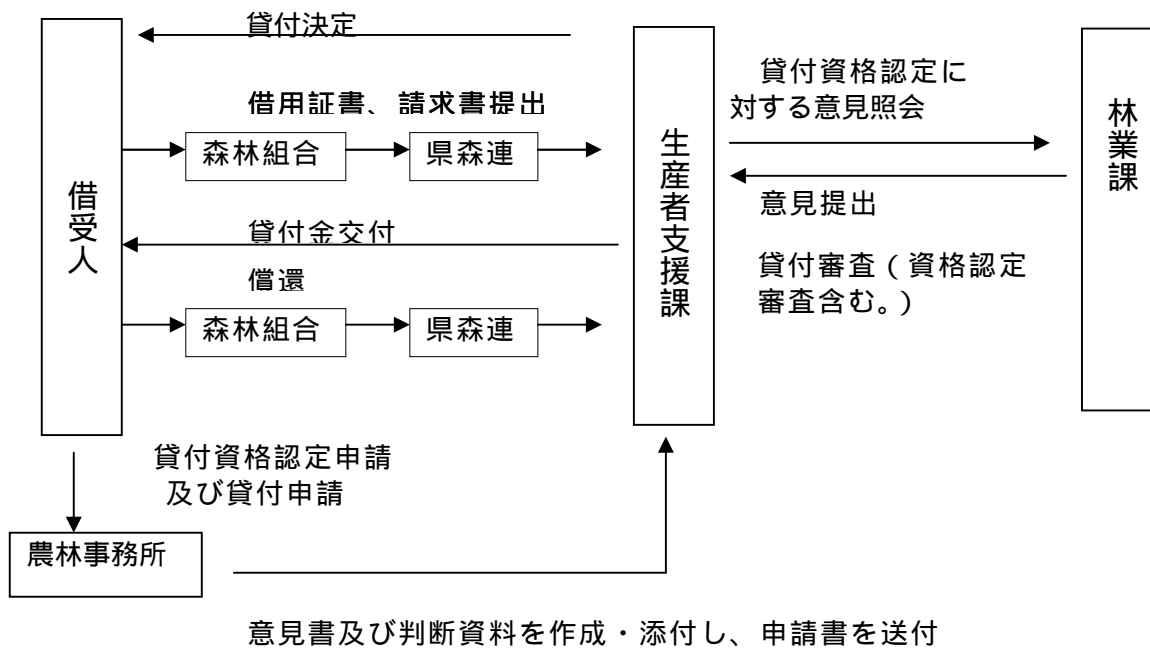 貸付決定
借用証書、請求書提出
森林組合
県森連
貸付金交付
償還
森林組合
県森連
借受人
生産者支援課
貸付資格認定に
対する意見照会
意見提出
貸付審査(資格認定
審査含む。)
林業課
貸付資格認定申請
及び貸付申請
農林事務所
意見書及び判断資料を作成・添付し、申請書を送付